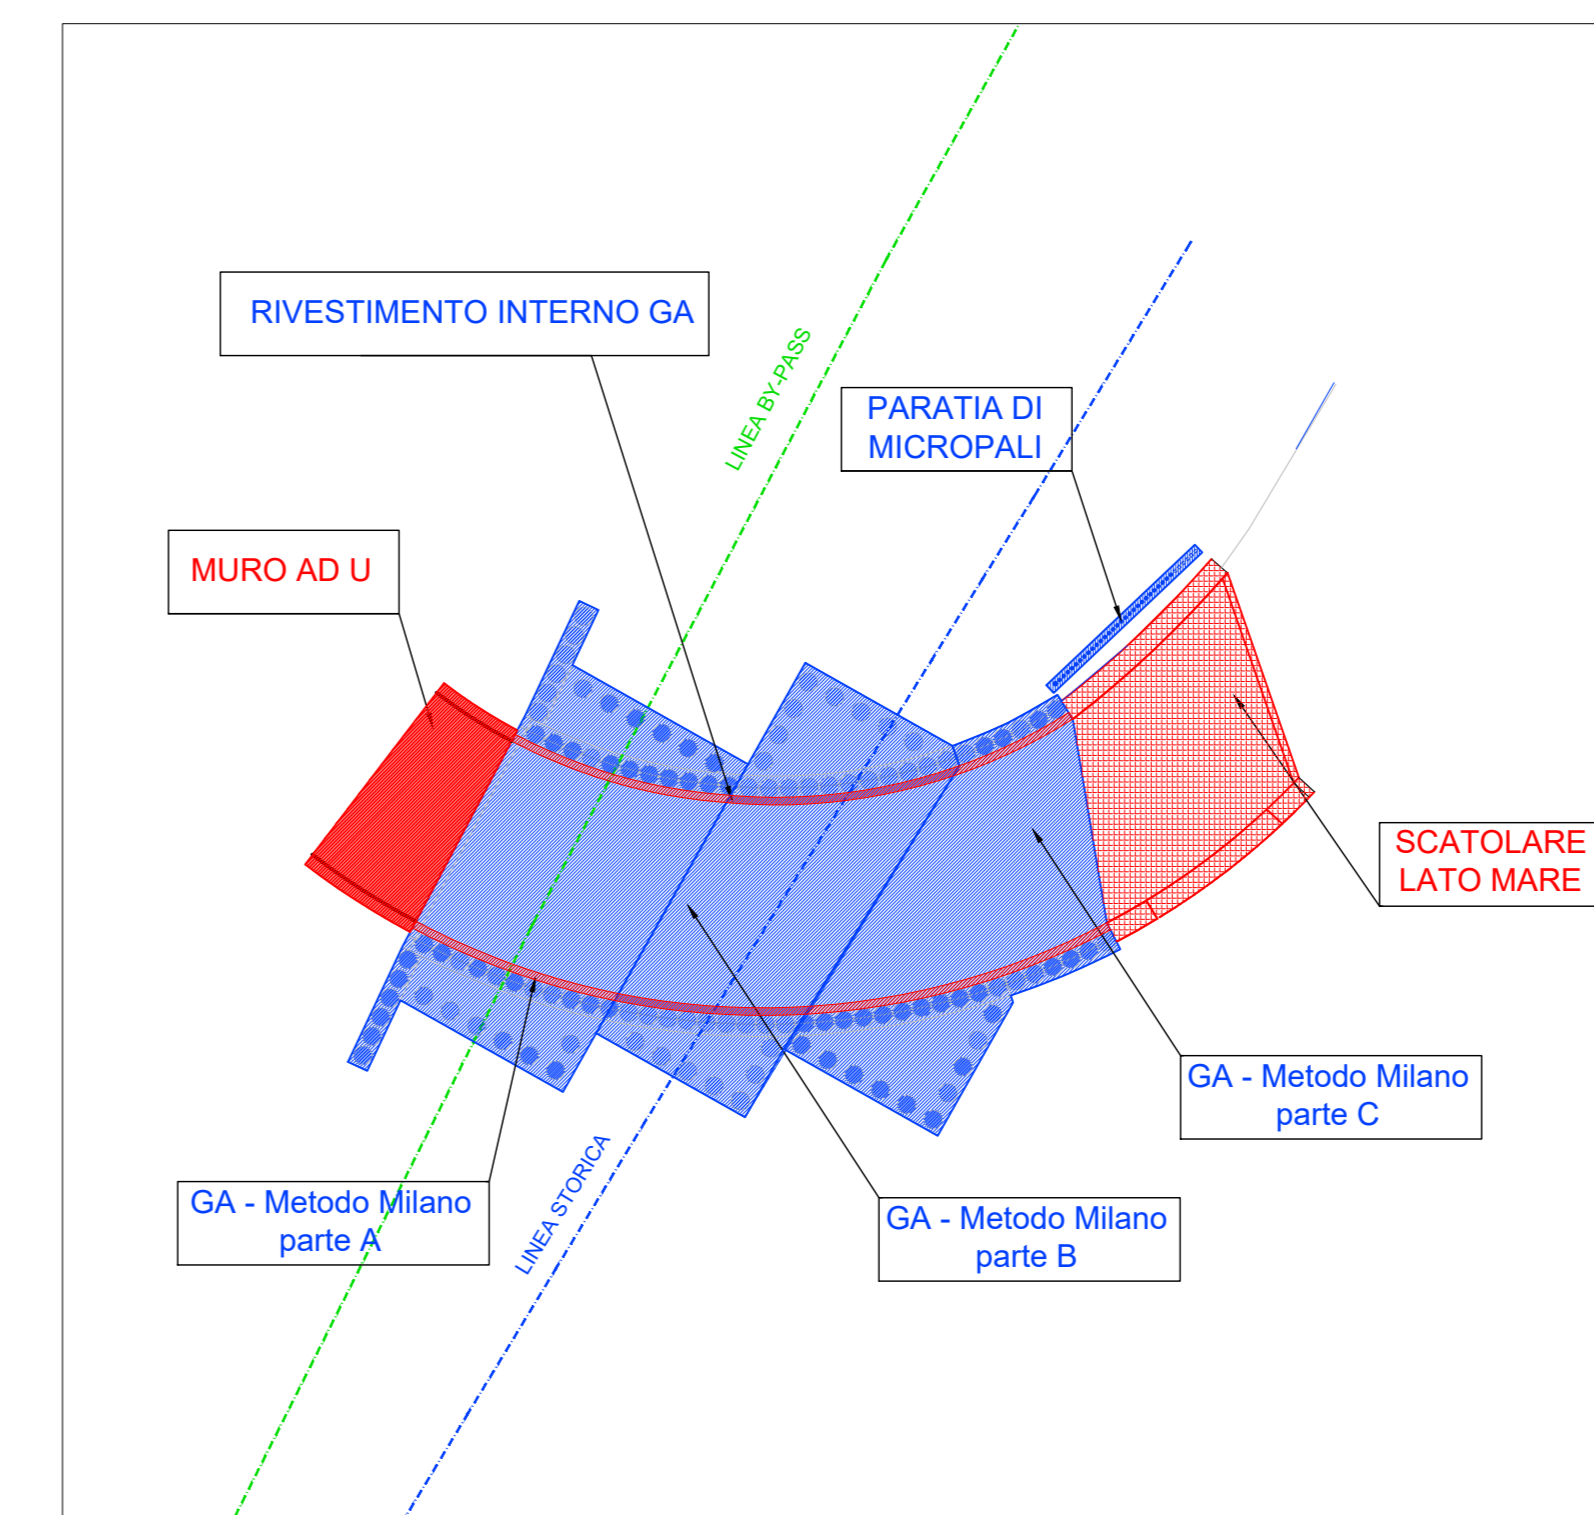 RIVESTIMENTO INTERNO GA
LINEA BY-PASS
PARATIA DI
MICROPALI
MURO AD U
SCATOLARE
LATO MARE
GA - Metodo Milano
parte C
GA - Metodo Milano
parte A
LINEA STORICA
GA - Metodo Milano
parte B